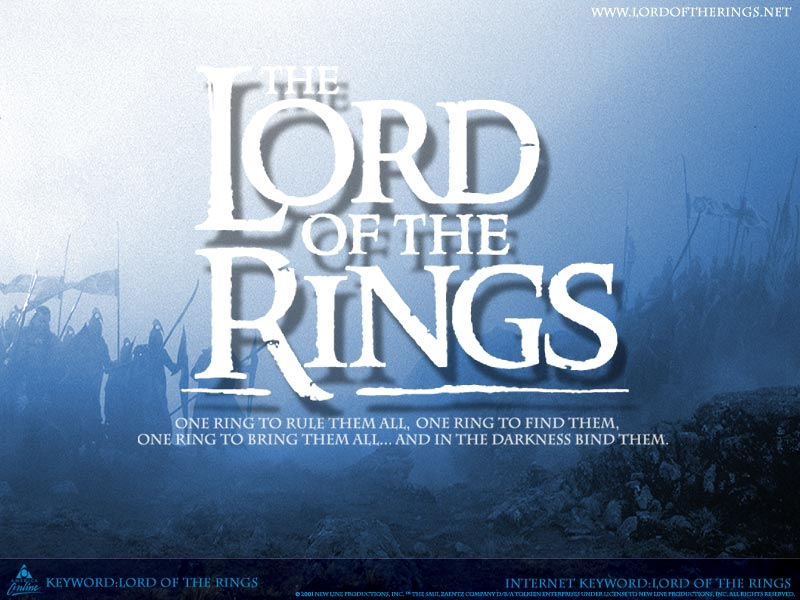 WWW.LORDOFTHERINGS.NET
THE
LORD
OF THE
RINGS
ONE RING TO RULE THEM ALL, ONE RING TO FIND THEM,
ONE RING TO BRING THEM ALL... AND IN THE DARKNESS BIND THEM.
KEYWORD:LORD OF THE RINGS
INTERNET KEYWORD:LORD OF THE RINGS
© 2001 NEW LINE PRODUCTIONS, INC. ™ THE SAUL ZAENTZ COMPANY D/B/A TOLKIEN ENTERPRISES UNDER LICENSE TO NEW LINE PRODUCTIONS, INC. ALL RIGHTS RESERVED.